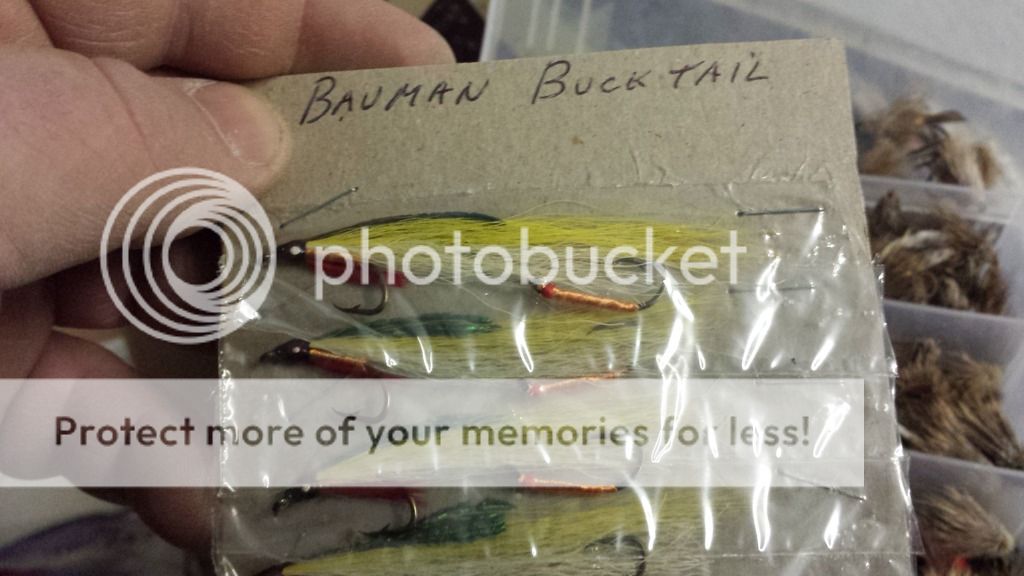 BAUMAN BUCKTAIL
photobucket
Protect more of your memories for less!